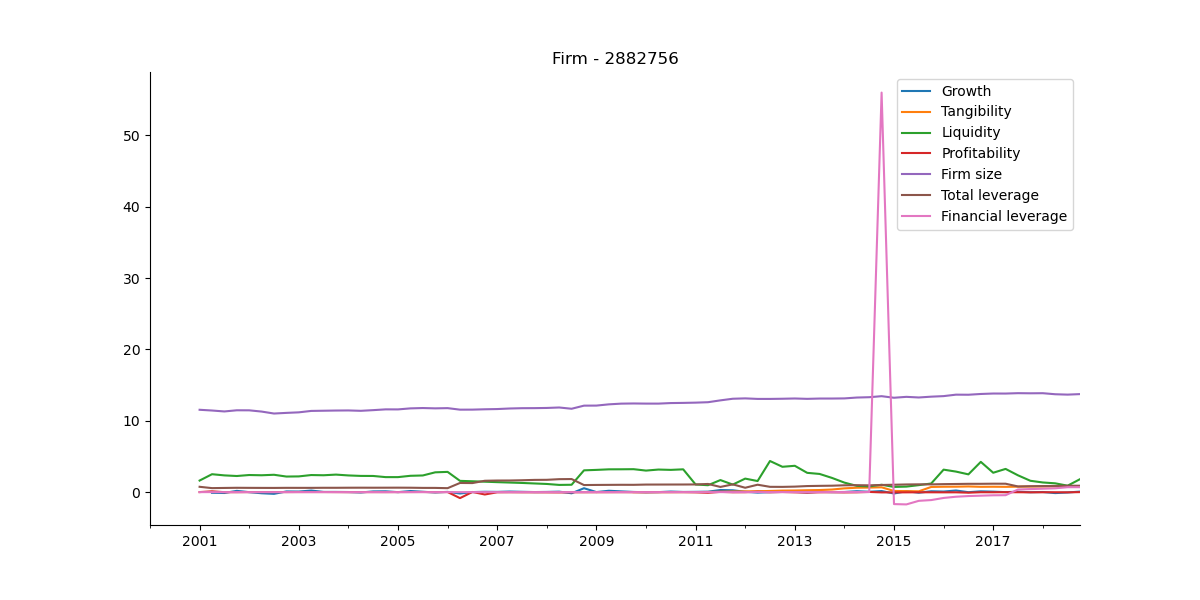 Firm - 2882756
Growth
Tangibility
Liquidity
Profitability
Firm size
Total leverage
Financial leverage
50
40
30
20
10
0
2001 2003 2005 2007 2009 2011 2013 2015 2017